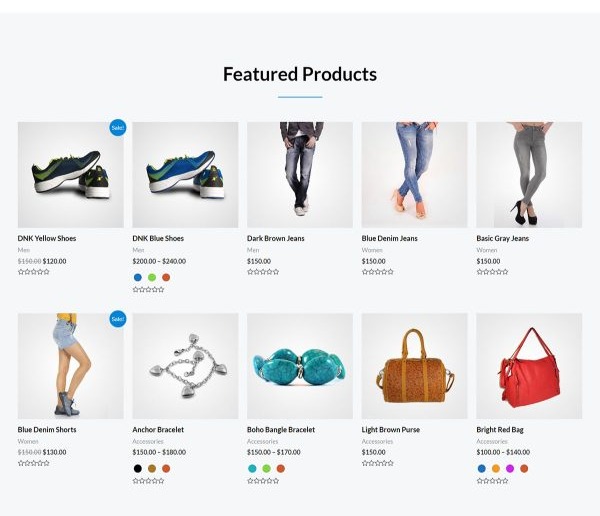 Featured Products
Sale!
DNK Yellow Shoes
Men
$150.00 $120.00
DNK Blue Shoes
Men
$200.00 – $240.00
Dark Brown Jeans
Men
$150.00
Blue Denim Jeans
Women
$150.00
Basic Gray Jeans
Women
$150.00
Sale!
Blue Denim Shorts
Women
$150.00 $130.00
Anchor Bracelet
Accessories
$150.00 – $180.00
Boho Bangle Bracelet
Accessories
$150.00 – $170.00
Light Brown Purse
Accessories
$150.00
Bright Red Bag
Accessories
$100.00 – $140.00